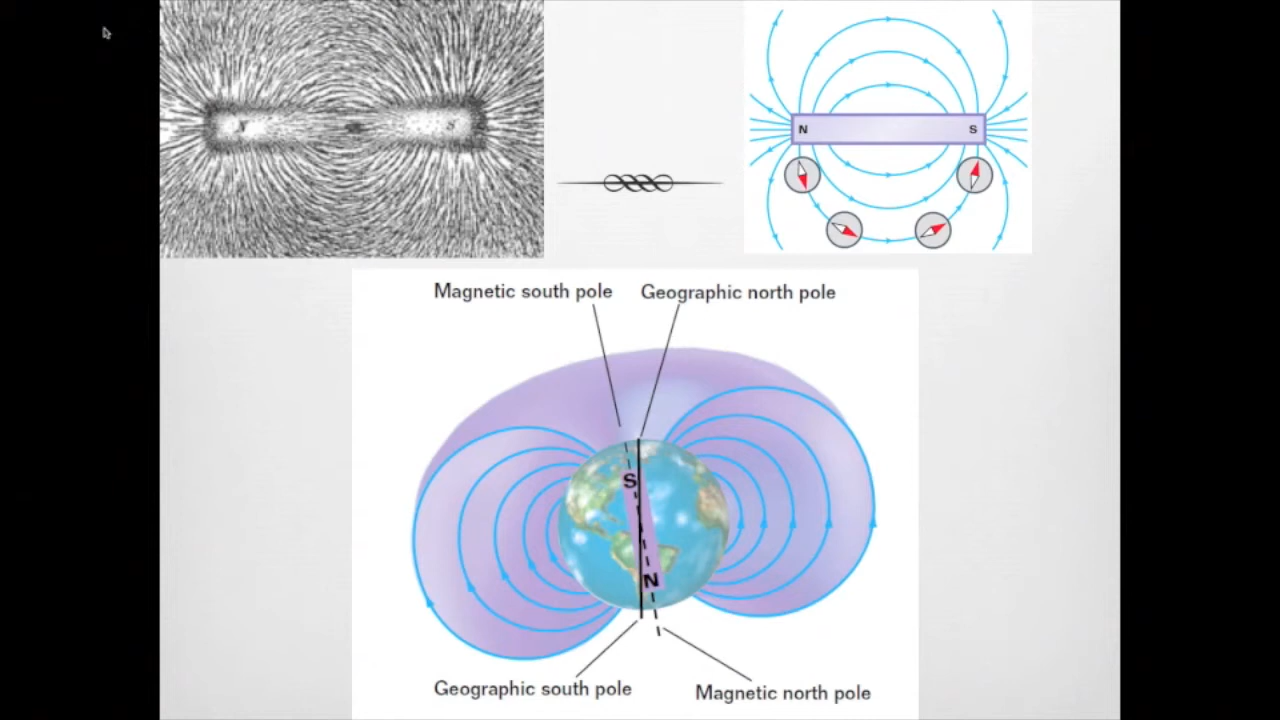 N S
N S
Magnetic south pole Geographic north pole
S
N
Geographic south pole Magnetic north pole